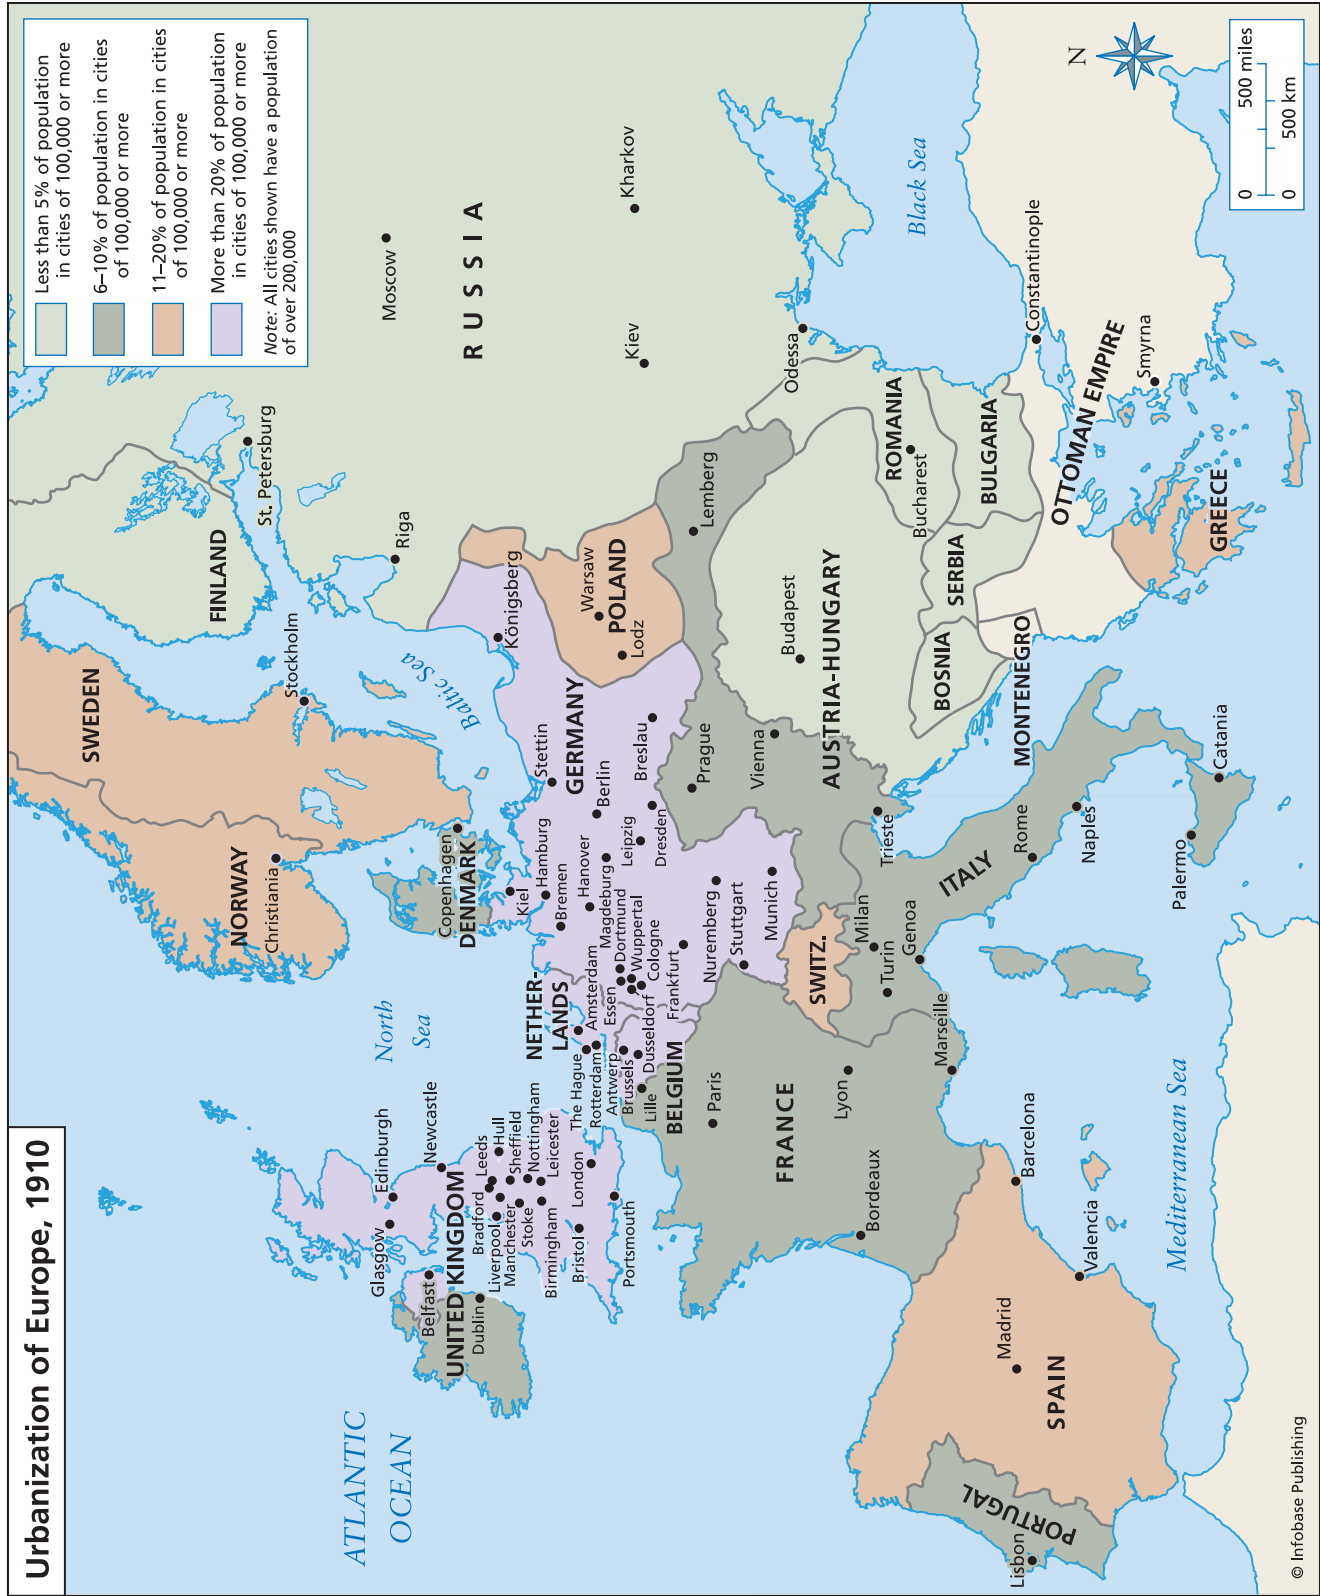 Urbanization of Europe, 1910
Less than 5% of population
in cities of 100,000 or more
6–10% of population in cities
of 100,000 or more
11–20% of population in cities
of 100,000 or more
More than 20% of population
in cities of 100,000 or more
Note: All cities shown have a population
of over 200,000
N
0 500 miles
0 500 km
ATLANTIC
OCEAN
North
Sea
Baltic Sea
Black Sea
Mediterranean Sea
NORWAY
Christiania
SWEDEN
Stockholm
FINLAND
St. Petersburg
RUSSIA
Moscow
Riga
Kharkov
Kiev
Odessa
DENMARK
Copenhagen
UNITED KINGDOM
Glasgow
Edinburgh
Newcastle
Belfast
Dublin
Bradford
Leeds
Hull
Liverpool
Manchester
Sheffield
Stoke
Nottingham
Leicester
Birmingham
Bristol
London
Portsmouth
NETHER-
LANDS
Amsterdam
The Hague
Rotterdam
BELGIUM
Antwerp
Brussels
Lille
GERMANY
Königsberg
Stettin
Kiel
Hamburg
Bremen
Hanover
Berlin
Magdeburg
Leipzig
Dresden
Breslau
Essen
Dortmund
Wuppertal
Cologne
Dusseldorf
Frankfurt
Nuremberg
Stuttgart
Munich
POLAND
Warsaw
Lodz
FRANCE
Paris
Lyon
Bordeaux
Marseille
SWITZ.
AUSTRIA-HUNGARY
Lemberg
Prague
Vienna
Budapest
Trieste
ITALY
Milan
Turin
Genoa
Rome
Naples
Palermo
Catania
BOSNIA
SERBIA
MONTENEGRO
ROMANIA
Bucharest
BULGARIA
OTTOMAN EMPIRE
Constantinople
Smyrna
GREECE
SPAIN
Madrid
Barcelona
Valencia
PORTUGAL
Lisbon
© Infobase Publishing